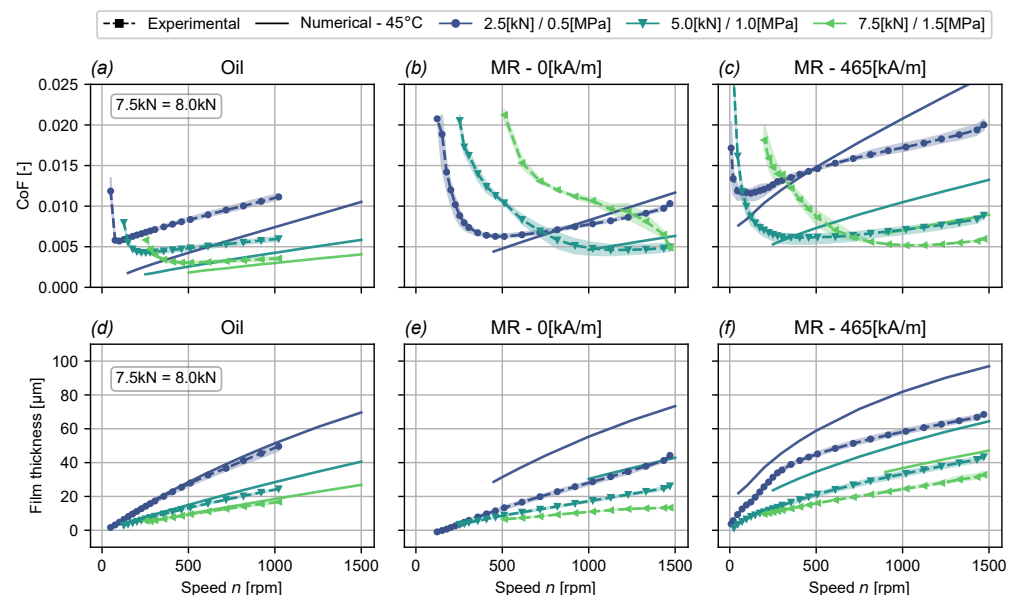 Experimental Numerical - 45°C 2.5[kN] / 0.5[MPa] 5.0[kN] / 1.0[MPa] 7.5[kN] / 1.5[MPa]
(a) Oil (b) MR - 0[kA/m] (c) MR - 465[kA/m]
0.025
0.020
0.015
0.010
0.005
0.000
CoF [-]
7.5kN = 8.0kN
(d) Oil (e) MR - 0[kA/m] (f) MR - 465[kA/m]
100
80
60
40
20
0
Film thickness [µm]
7.5kN = 8.0kN
0 500 1000 1500 0 500 1000 1500 0 500 1000 1500
Speed n [rpm] Speed n [rpm] Speed n [rpm]